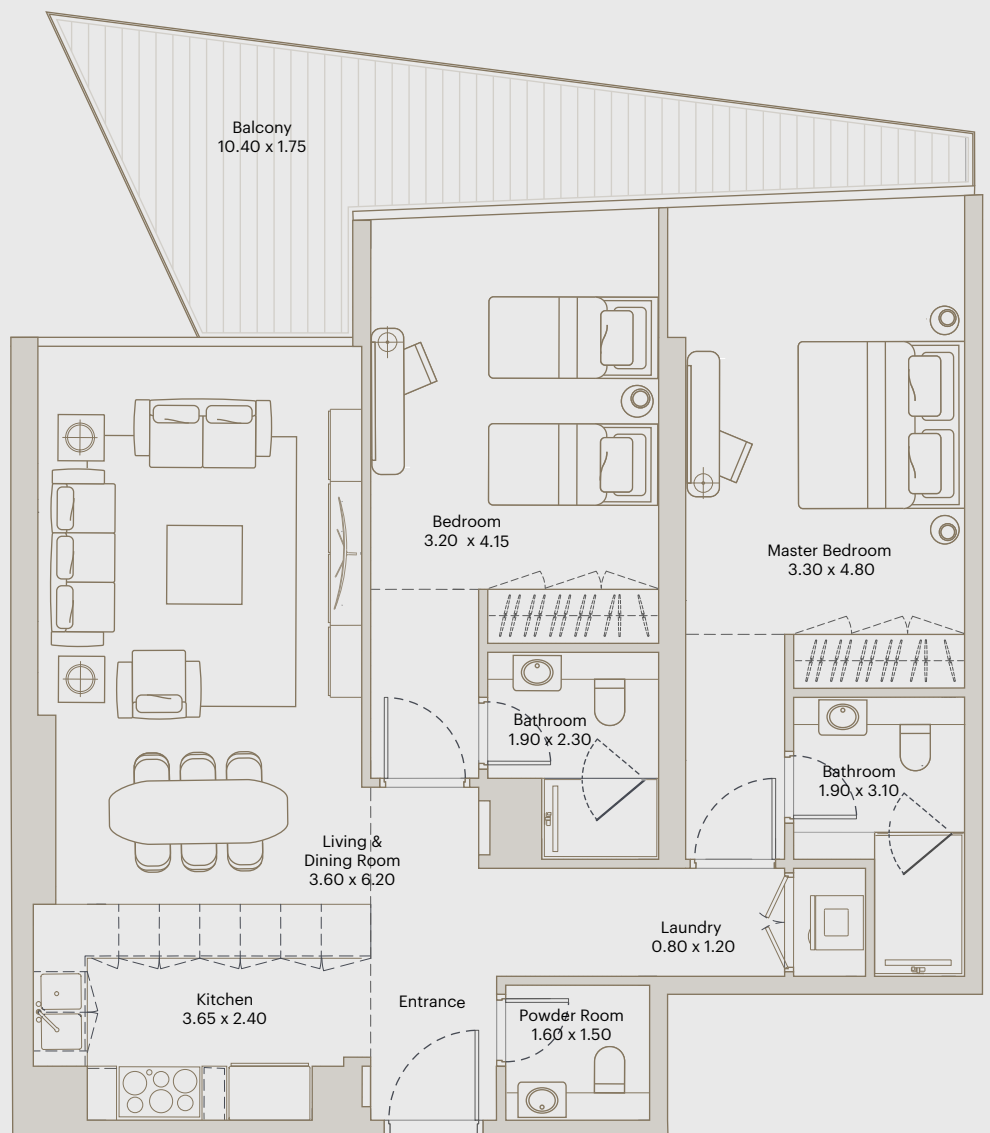 Balcony
10.40 x 1.75
Bedroom
3.20 x 4.15
Master Bedroom
3.30 x 4.80
Bathroom
1.90 x 2.30
Bathroom
1.90 x 3.10
Living &
Dining Room
3.60 x 6.20
Laundry
0.80 x 1.20
Kitchen
3.65 x 2.40
Entrance
Powder Room
1.60 x 1.50